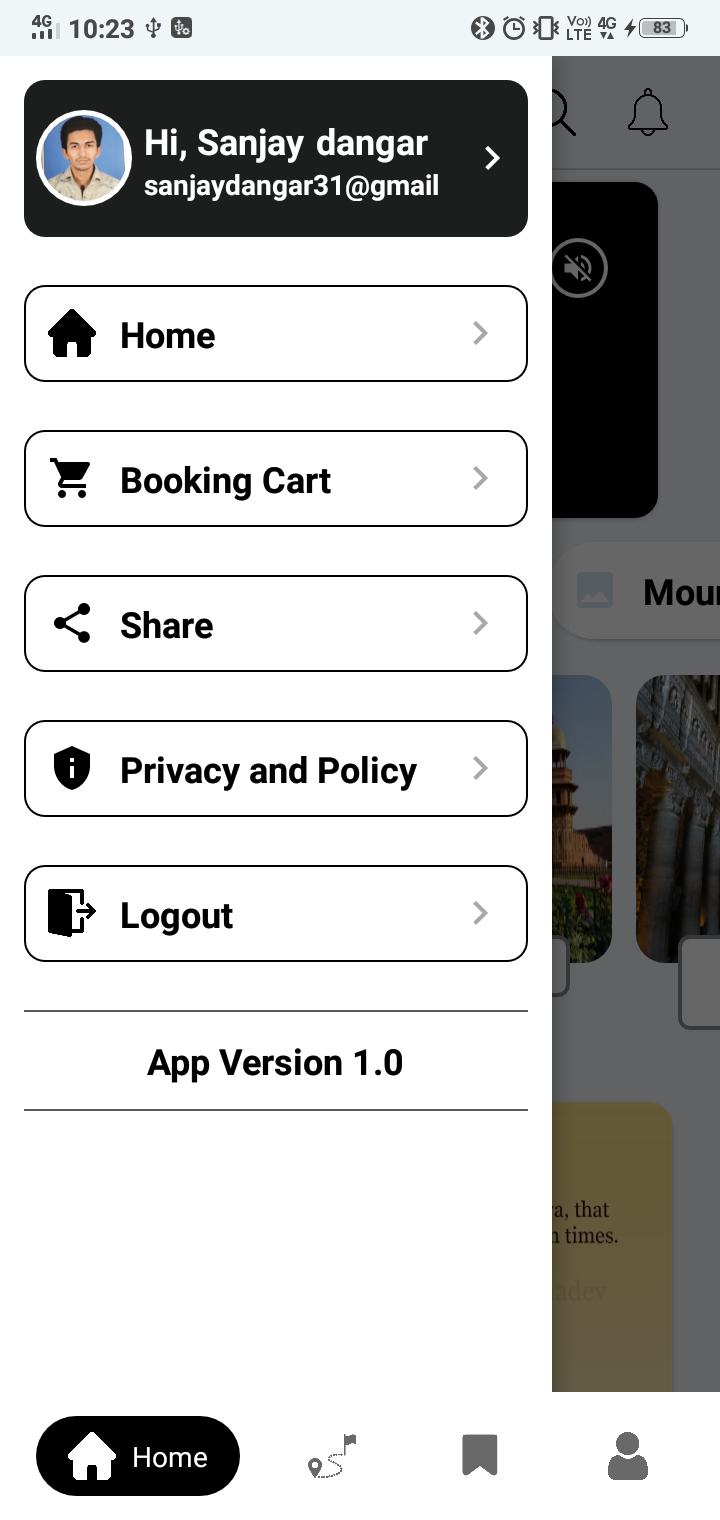 4G 10:23 Vo)) LTE 4G 83
Hi, Sanjay dangar
sanjaydangar31@gmail
Home
Booking Cart
Share
Mour
Privacy and Policy
Logout
App Version 1.0
a, that
n times.
adev
Home